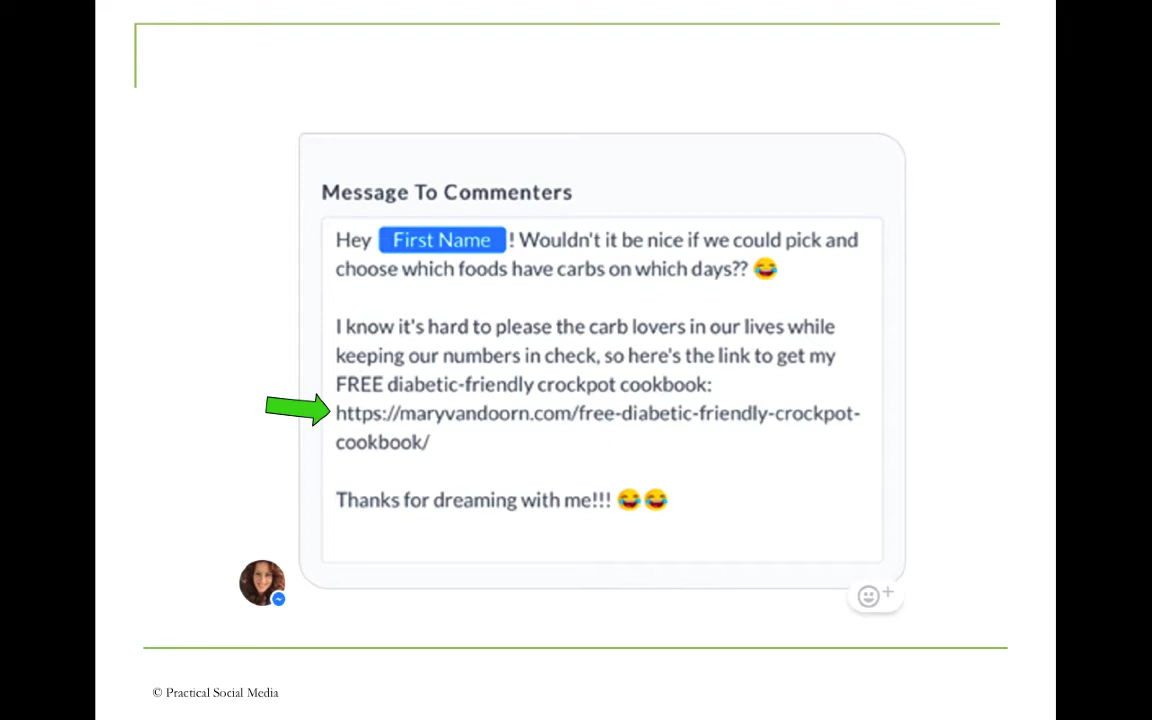 Message To Commenters
Hey First Name ! Wouldn't it be nice if we could pick and
choose which foods have carbs on which days?? 😂
I know it's hard to please the carb lovers in our lives while
keeping our numbers in check, so here's the link to get my
FREE diabetic-friendly crockpot cookbook:
https://maryvandoorn.com/free-diabetic-friendly-crockpot-
cookbook/
Thanks for dreaming with me!!! 😂😂
© Practical Social Media